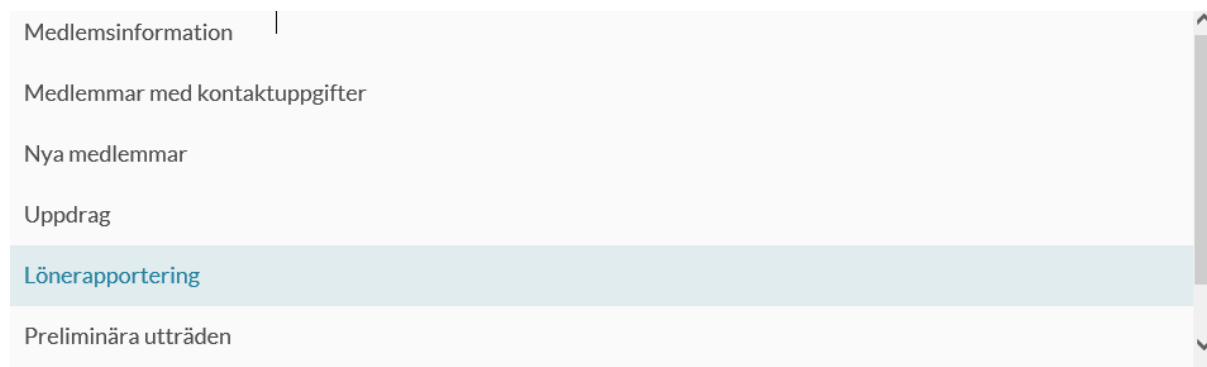 Medlemsinformation
Medlemmar med kontaktuppgifter
Nya medlemmar
Uppdrag
Lönerapportering
Preliminära utträden